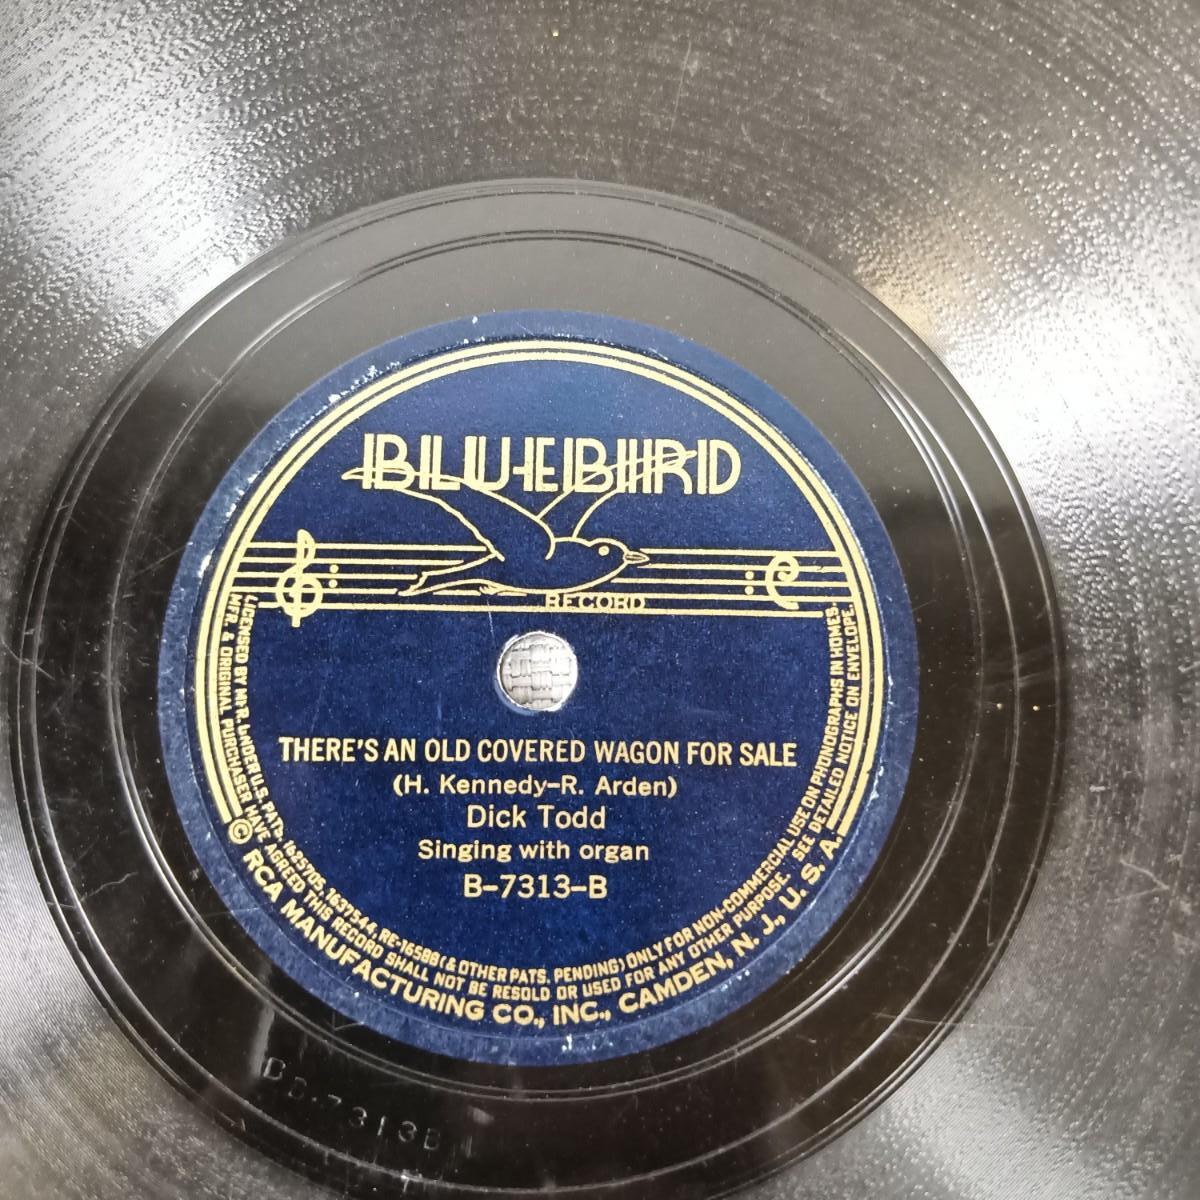 BLUEBIRD
RECORD
THERE'S AN OLD COVERED WAGON FOR SALE
(H. Kennedy-R. Arden)
Dick Todd
Singing with organ
B-7313-B
LICENSED BY MFR. UNDER U.S. PATS. 1625705, 1637544, RE-16588 (& OTHER PATS. PENDING) ONLY FOR NON-COMMERCIAL USE ON PHONOGRAPHS IN HOMES.
MFR. & ORIGINAL PURCHASER HAVE AGREED THIS RECORD SHALL NOT BE RESOLD OR USED FOR ANY OTHER PURPOSE. SEE DETAILED NOTICE ON ENVELOPE.
© RCA MANUFACTURING CO., INC., CAMDEN, N. J., U. S. A.